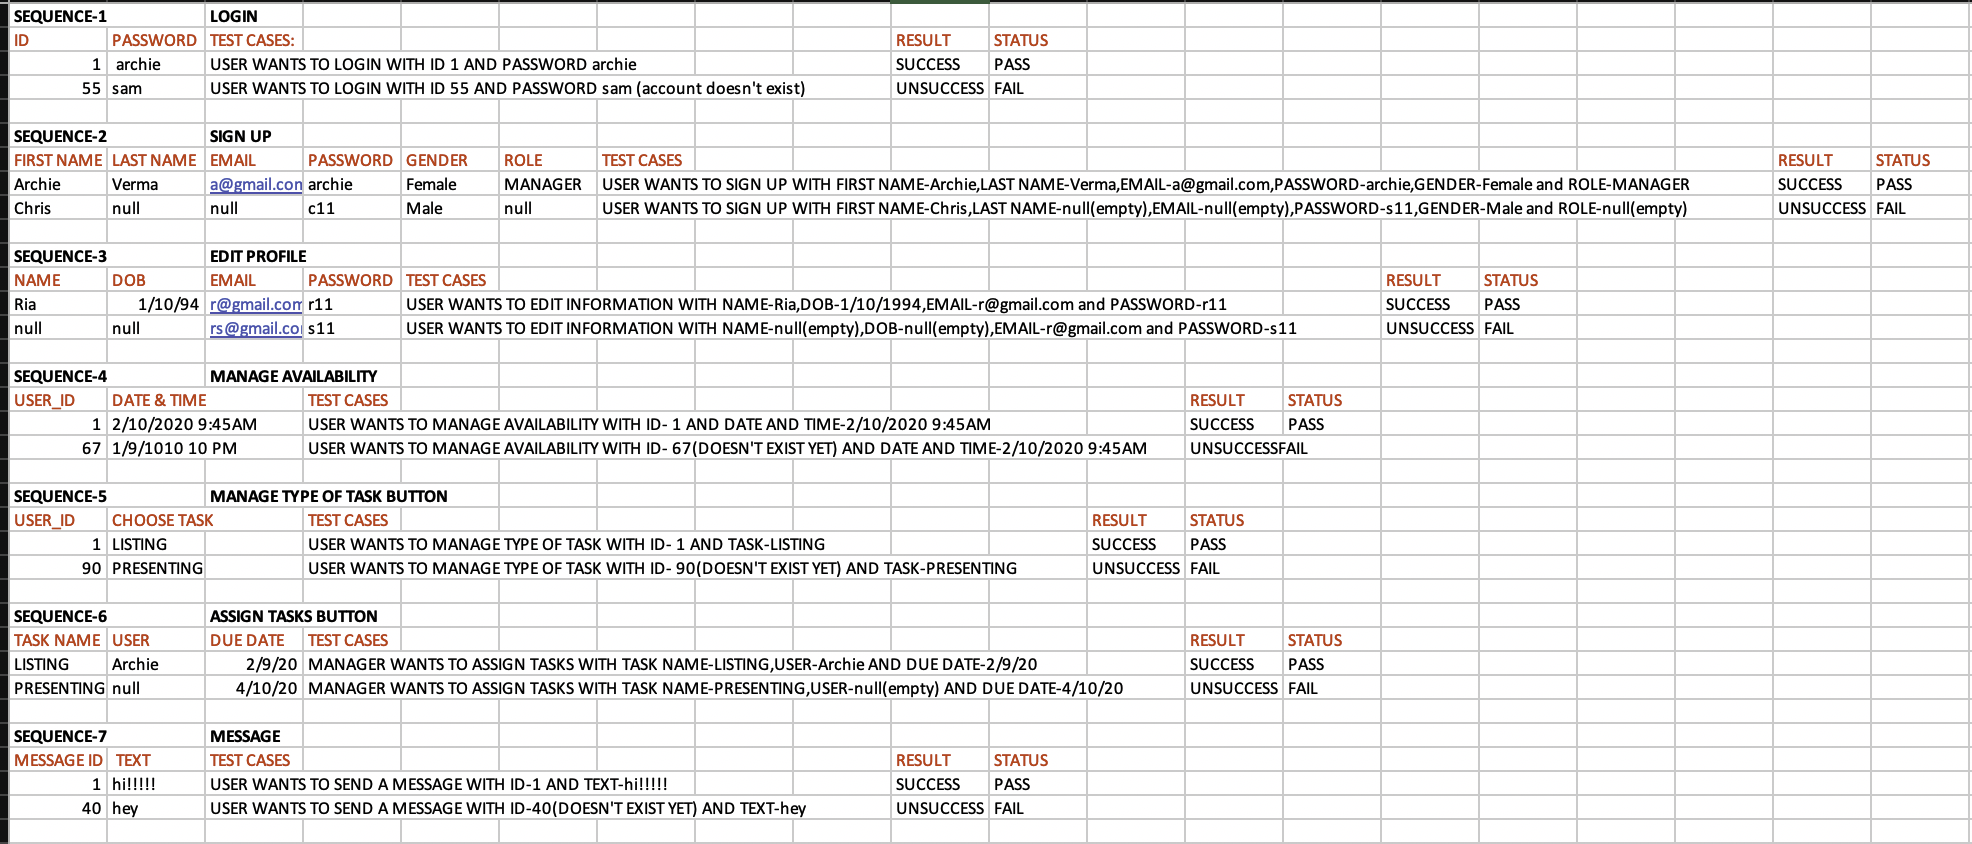 SEQUENCE-1 LOGIN
ID PASSWORD TEST CASES: RESULT STATUS
1 archie USER WANTS TO LOGIN WITH ID 1 AND PASSWORD archie SUCCESS PASS
55 sam USER WANTS TO LOGIN WITH ID 55 AND PASSWORD sam (account doesn't exist) UNSUCCESS FAIL
SEQUENCE-2 SIGN UP
FIRST NAME LAST NAME EMAIL PASSWORD GENDER ROLE TEST CASES RESULT STATUS
Archie Verma a@gmail.con archie Female MANAGER USER WANTS TO SIGN UP WITH FIRST NAME-Archie,LAST NAME-Verma,EMAIL-a@gmail.com,PASSWORD-archie,GENDER-Female and ROLE-MANAGER SUCCESS PASS
Chris null null c11 Male null USER WANTS TO SIGN UP WITH FIRST NAME-Chris,LAST NAME-null(empty),EMAIL-null(empty),PASSWORD-s11,GENDER-Male and ROLE-null(empty) UNSUCCESS FAIL
SEQUENCE-3 EDIT PROFILE
NAME DOB EMAIL PASSWORD TEST CASES RESULT STATUS
Ria 1/10/94 r@gmail.com r11 USER WANTS TO EDIT INFORMATION WITH NAME-Ria,DOB-1/10/1994,EMAIL-r@gmail.com and PASSWORD-r11 SUCCESS PASS
null null rs@gmail.co s11 USER WANTS TO EDIT INFORMATION WITH NAME-null(empty),DOB-null(empty),EMAIL-r@gmail.com and PASSWORD-s11 UNSUCCESS FAIL
SEQUENCE-4 MANAGE AVAILABILITY
USER_ID DATE & TIME TEST CASES RESULT STATUS
1 2/10/2020 9:45AM USER WANTS TO MANAGE AVAILABILITY WITH ID- 1 AND DATE AND TIME-2/10/2020 9:45AM SUCCESS PASS
67 1/9/1010 10 PM USER WANTS TO MANAGE AVAILABILITY WITH ID- 67(DOESN'T EXIST YET) AND DATE AND TIME-2/10/2020 9:45AM UNSUCCESSFAIL
SEQUENCE-5 MANAGE TYPE OF TASK BUTTON
USER_ID CHOOSE TASK TEST CASES RESULT STATUS
1 LISTING USER WANTS TO MANAGE TYPE OF TASK WITH ID- 1 AND TASK-LISTING SUCCESS PASS
90 PRESENTING USER WANTS TO MANAGE TYPE OF TASK WITH ID- 90(DOESN'T EXIST YET) AND TASK-PRESENTING UNSUCCESS FAIL
SEQUENCE-6 ASSIGN TASKS BUTTON
TASK NAME USER DUE DATE TEST CASES RESULT STATUS
LISTING Archie 2/9/20 MANAGER WANTS TO ASSIGN TASKS WITH TASK NAME-LISTING,USER-Archie AND DUE DATE-2/9/20 SUCCESS PASS
PRESENTING null 4/10/20 MANAGER WANTS TO ASSIGN TASKS WITH TASK NAME-PRESENTING,USER-null(empty) AND DUE DATE-4/10/20 UNSUCCESS FAIL
SEQUENCE-7 MESSAGE
MESSAGE ID TEXT TEST CASES RESULT STATUS
1 hi!!!!! USER WANTS TO SEND A MESSAGE WITH ID-1 AND TEXT-hi!!!!! SUCCESS PASS
40 hey USER WANTS TO SEND A MESSAGE WITH ID-40(DOESN'T EXIST YET) AND TEXT-hey UNSUCCESS FAIL